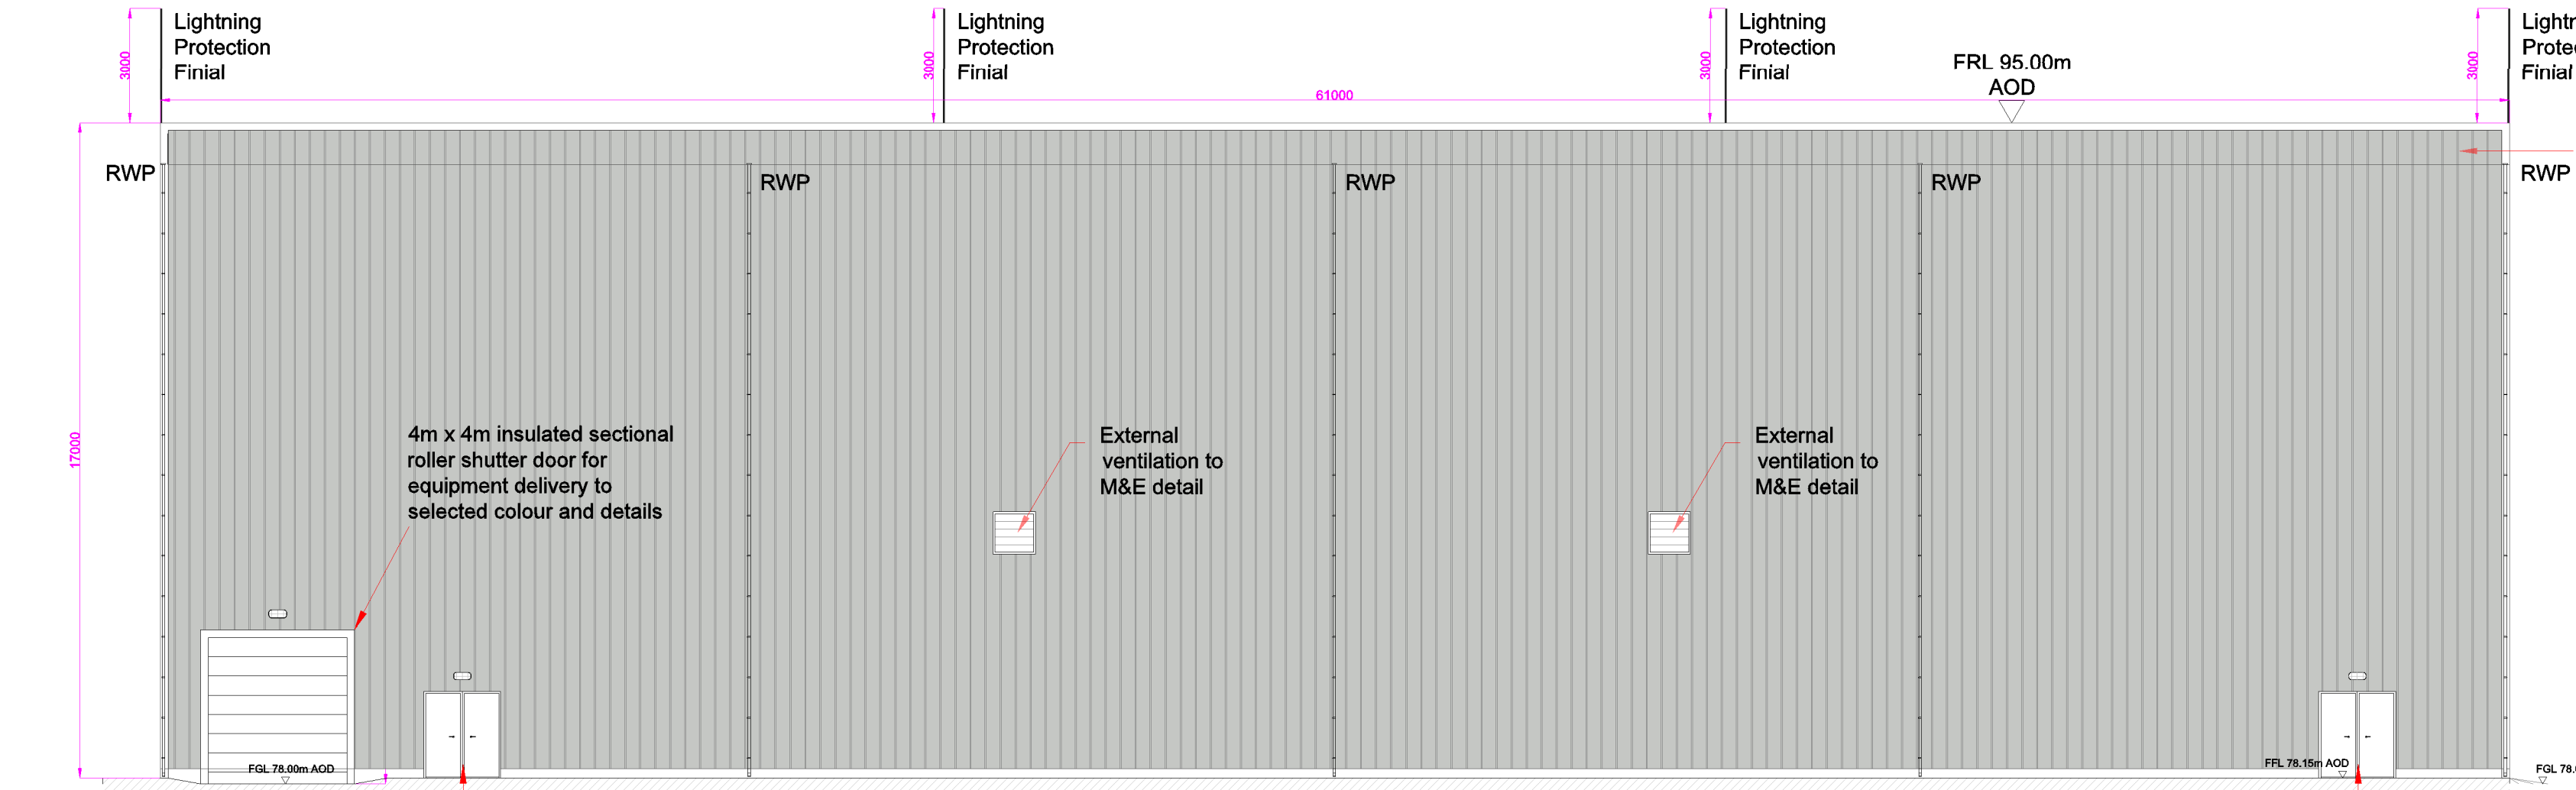 Lightning
Protection
Finial
3000
Lightning
Protection
Finial
3000
Lightning
Protection
Finial
3000
FRL 95.00m
AOD
3000
Finial
61000
RWP
RWP
RWP
RWP
RWP
17000
4m x 4m insulated sectional
roller shutter door for
equipment delivery to
selected colour and details
External
ventilation to
M&E detail
External
ventilation to
M&E detail
FGL 78.00m AOD
FFL 78.15m AOD
FGL